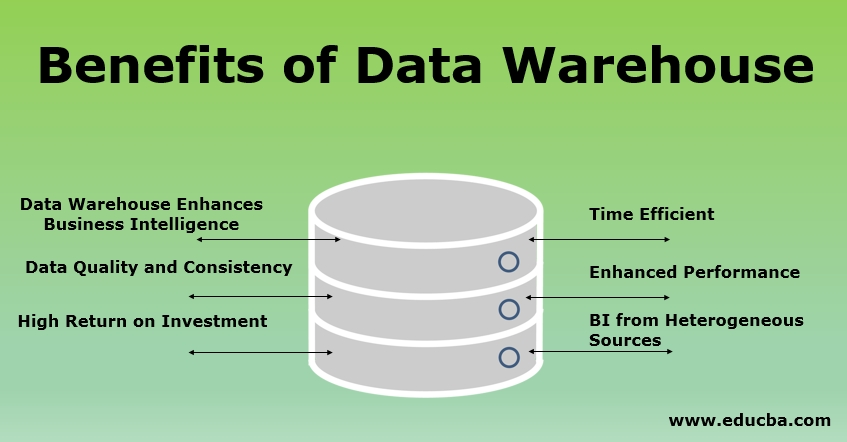 Benefits of Data Warehouse
Data Warehouse Enhances
Business Intelligence
Data Quality and Consistency
High Return on Investment
Time Efficient
Enhanced Performance
BI from Heterogeneous
Sources
www.educba.com